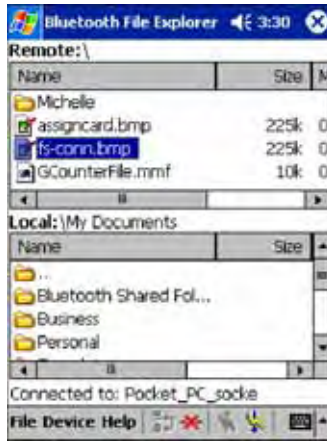 Bluetooth File Explorer 3:30
Remote:\
Name Size
Michelle
assigncard.bmp 225k
fs-conn.bmp 225k
GCounterFile.mmf 10k
Local: \My Documents
Name Size
..
Bluetooth Shared Fol...
Business
Personal
Connected to: Pocket_PC_socke
File Device Help